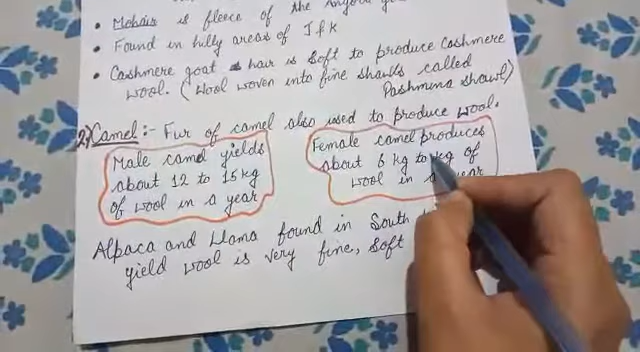 • Mohair is fleece of the Angora
• Found in hilly areas of J&K
• Cashmere goat hair is soft to produce Cashmere
wool. (Wool woven into fine shawls called
Pashmina shawl)
2) Camel:- Fur of camel also used to produce wool.
Male camel yields
about 12 to 15 kg
of wool in a year
Female camel produces
about 6 kg to kg of
wool in a year
Alpaca and Llama found in South
yield wool is very fine, soft